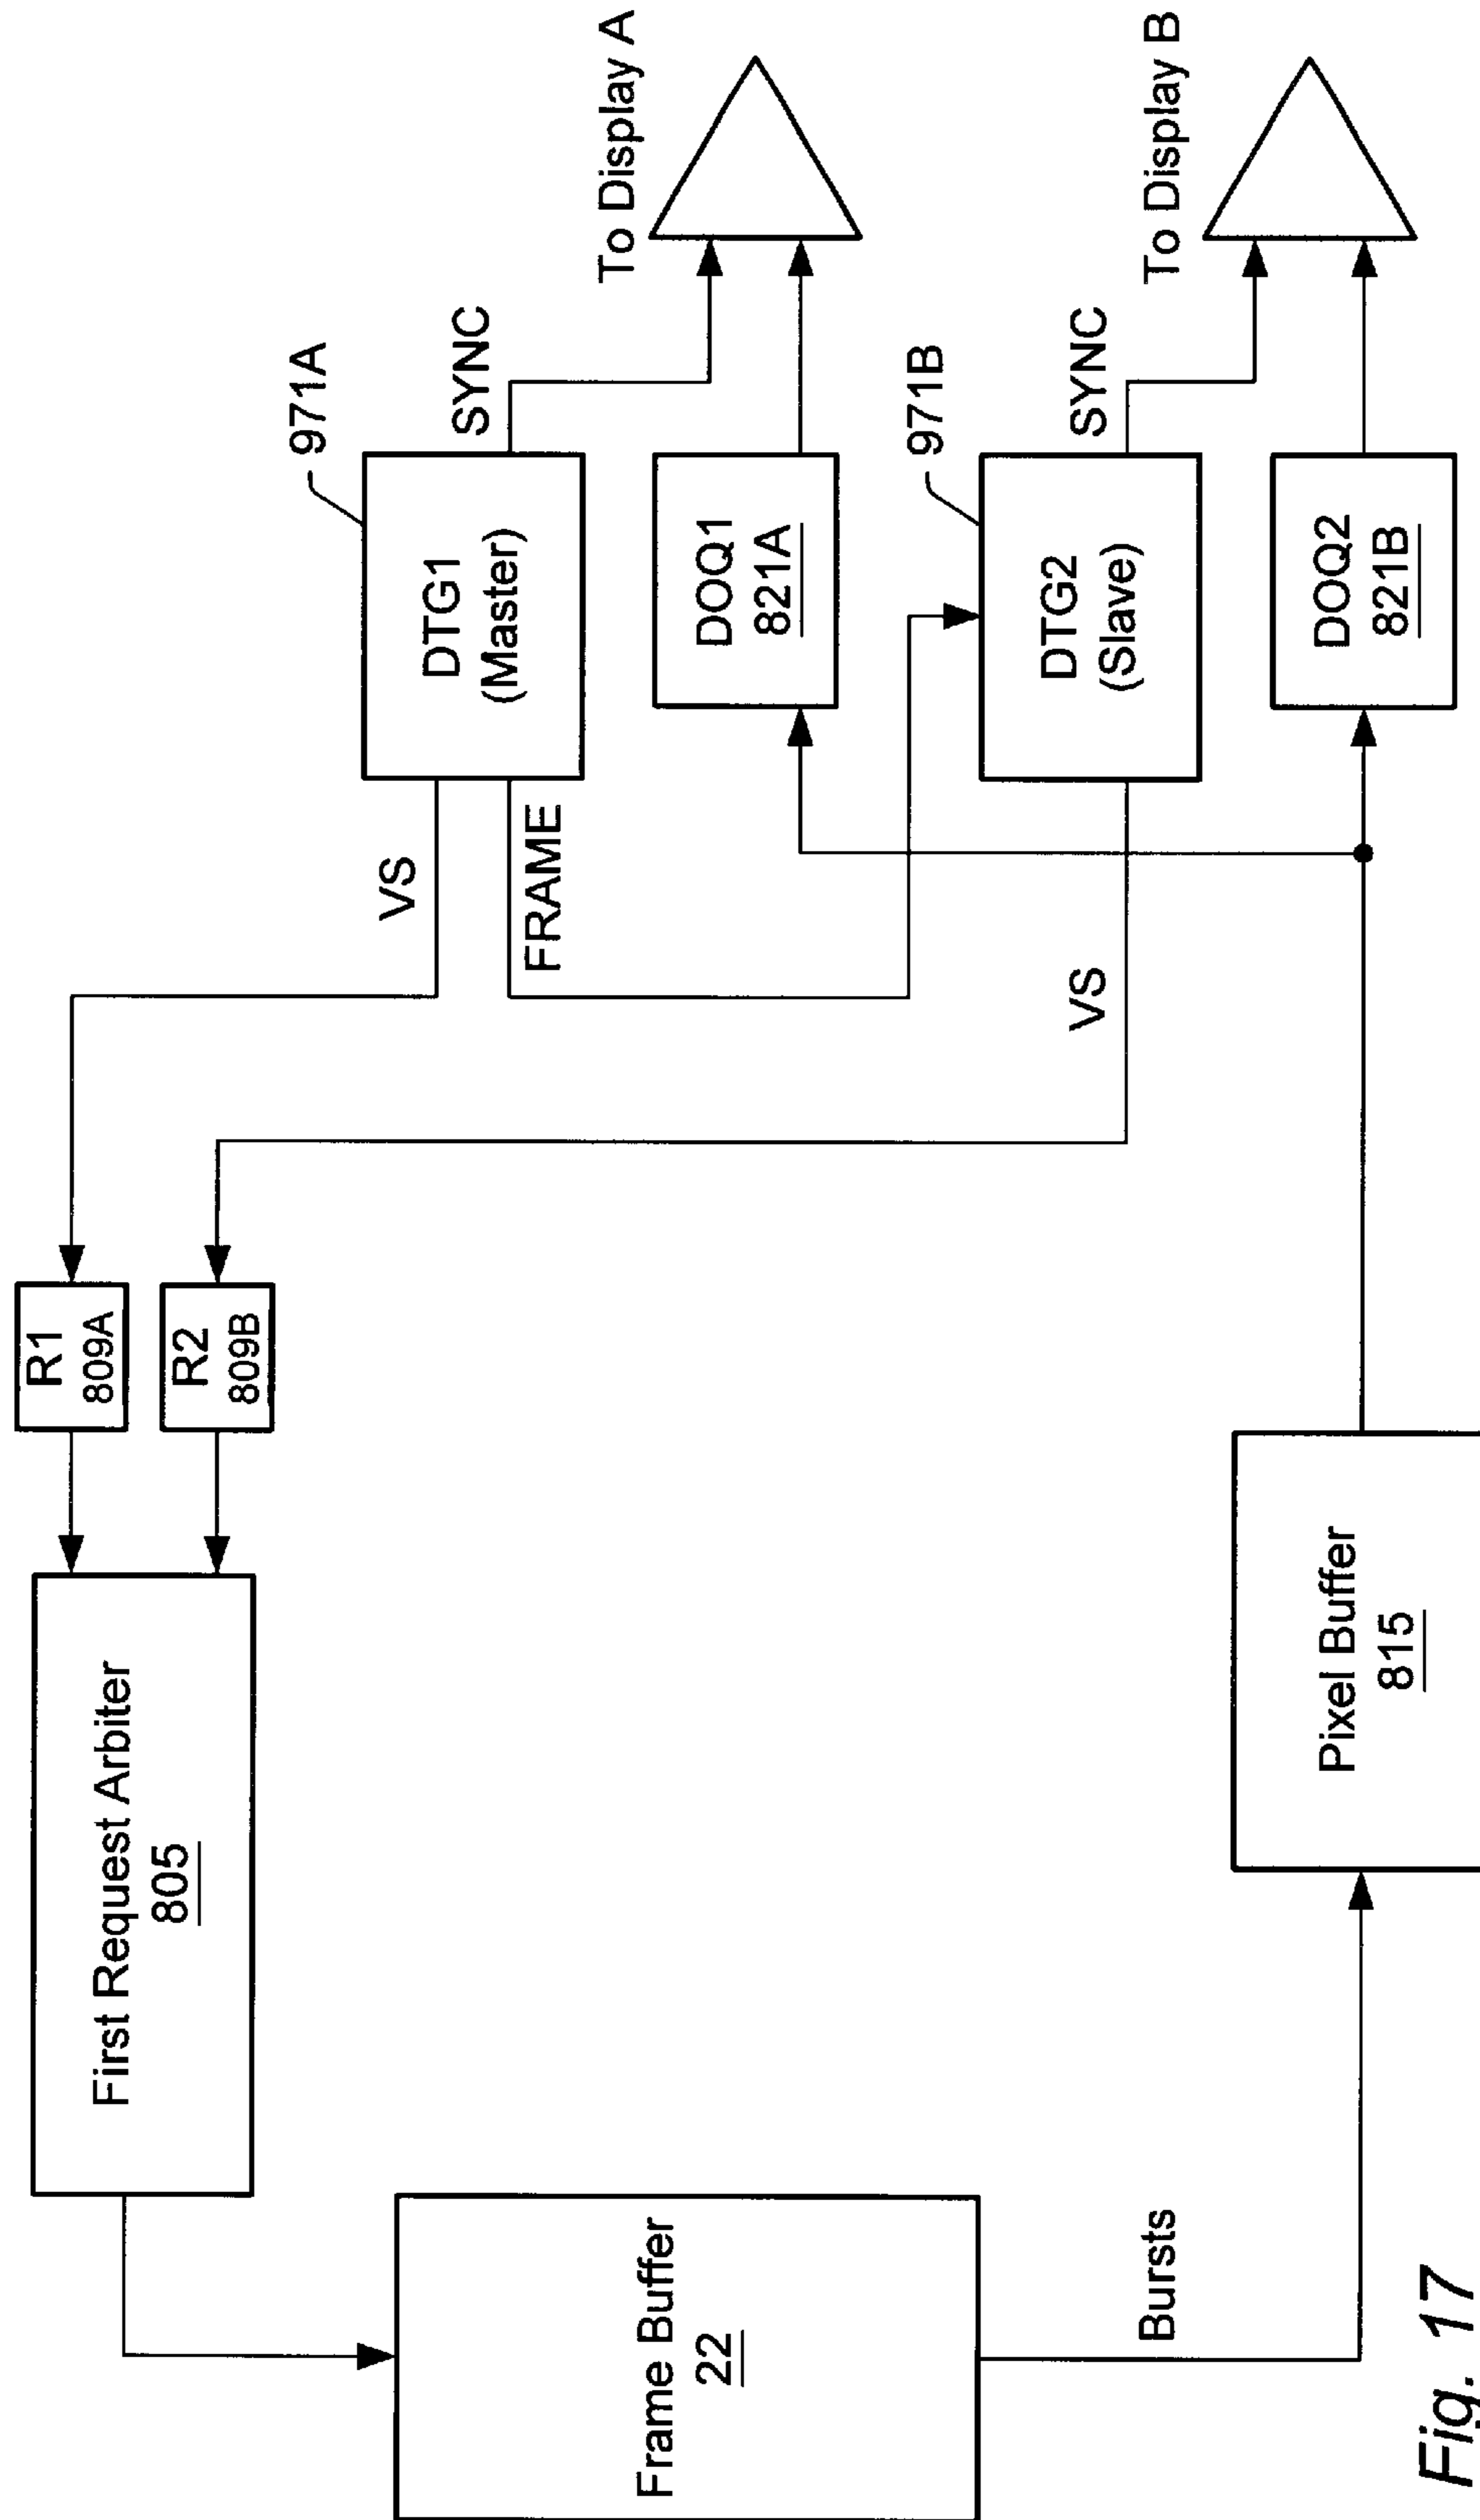 First Request Arbiter
805
R1
809A
R2
809B
VS
FRAME
971A
DTG1
(Master)
SYNC
To Display A
DOQ1
821A
Frame Buffer
22
VS
971B
DTG2
(Slave)
SYNC
To Display B
Bursts
Pixel Buffer
815
DOQ2
821B
Fig. 17